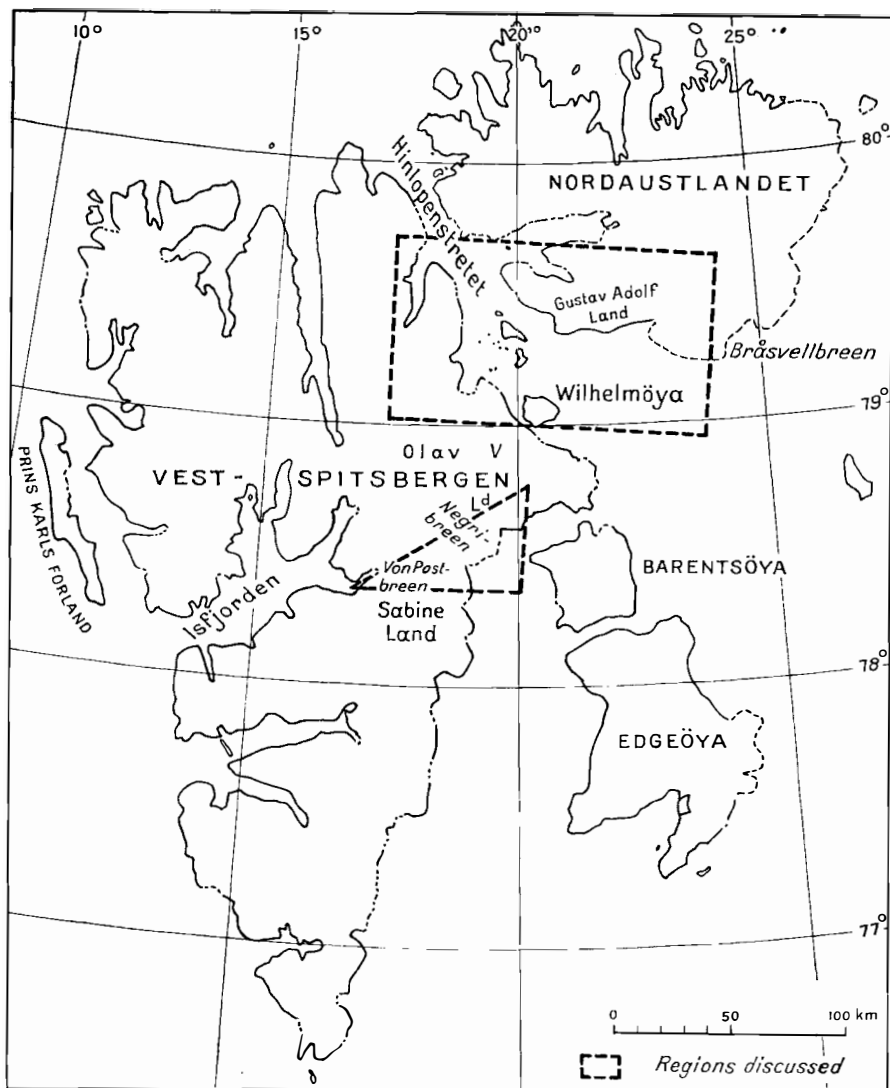 10°
15°
20°
25°
80°
Hinlopenstretet
NORDAUSTLANDET
Gustav Adolf
Land
Bråsvellbreen
Wilhelmöya
79°
Olav V
VEST-SPITSBERGEN
Ld
PRINS KARLS FORLAND
Negri-
breen
Von Post-
breen
BARENTSÖYA
Isfjorden
Sabine
Land
78°
EDGEÖYA
77°
0 50 100 km
Regions discussed